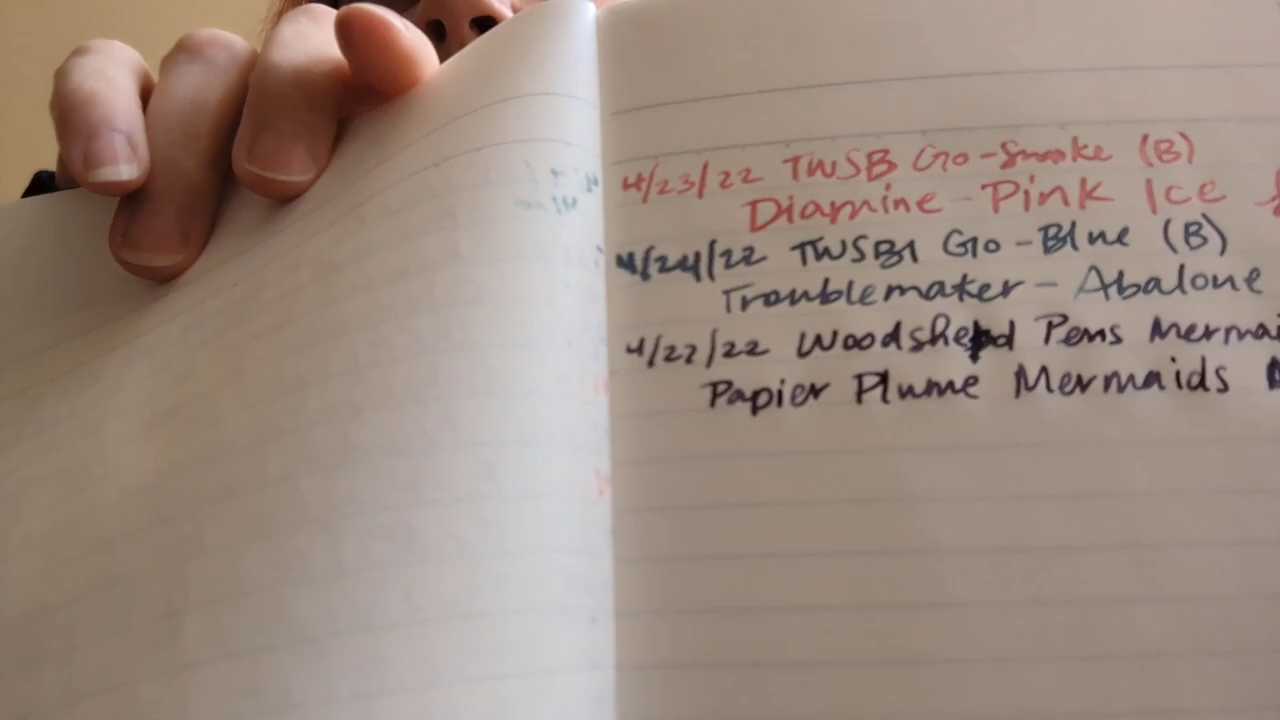 4/23/22 TWSB Go-Smoke (B)
Diamine - Pink Ice
4/24/22 TWSBI Go-Blue (B)
Troublemaker - Abalone
4/27/22 Woodshed Pens
Papier Plume Mermaids